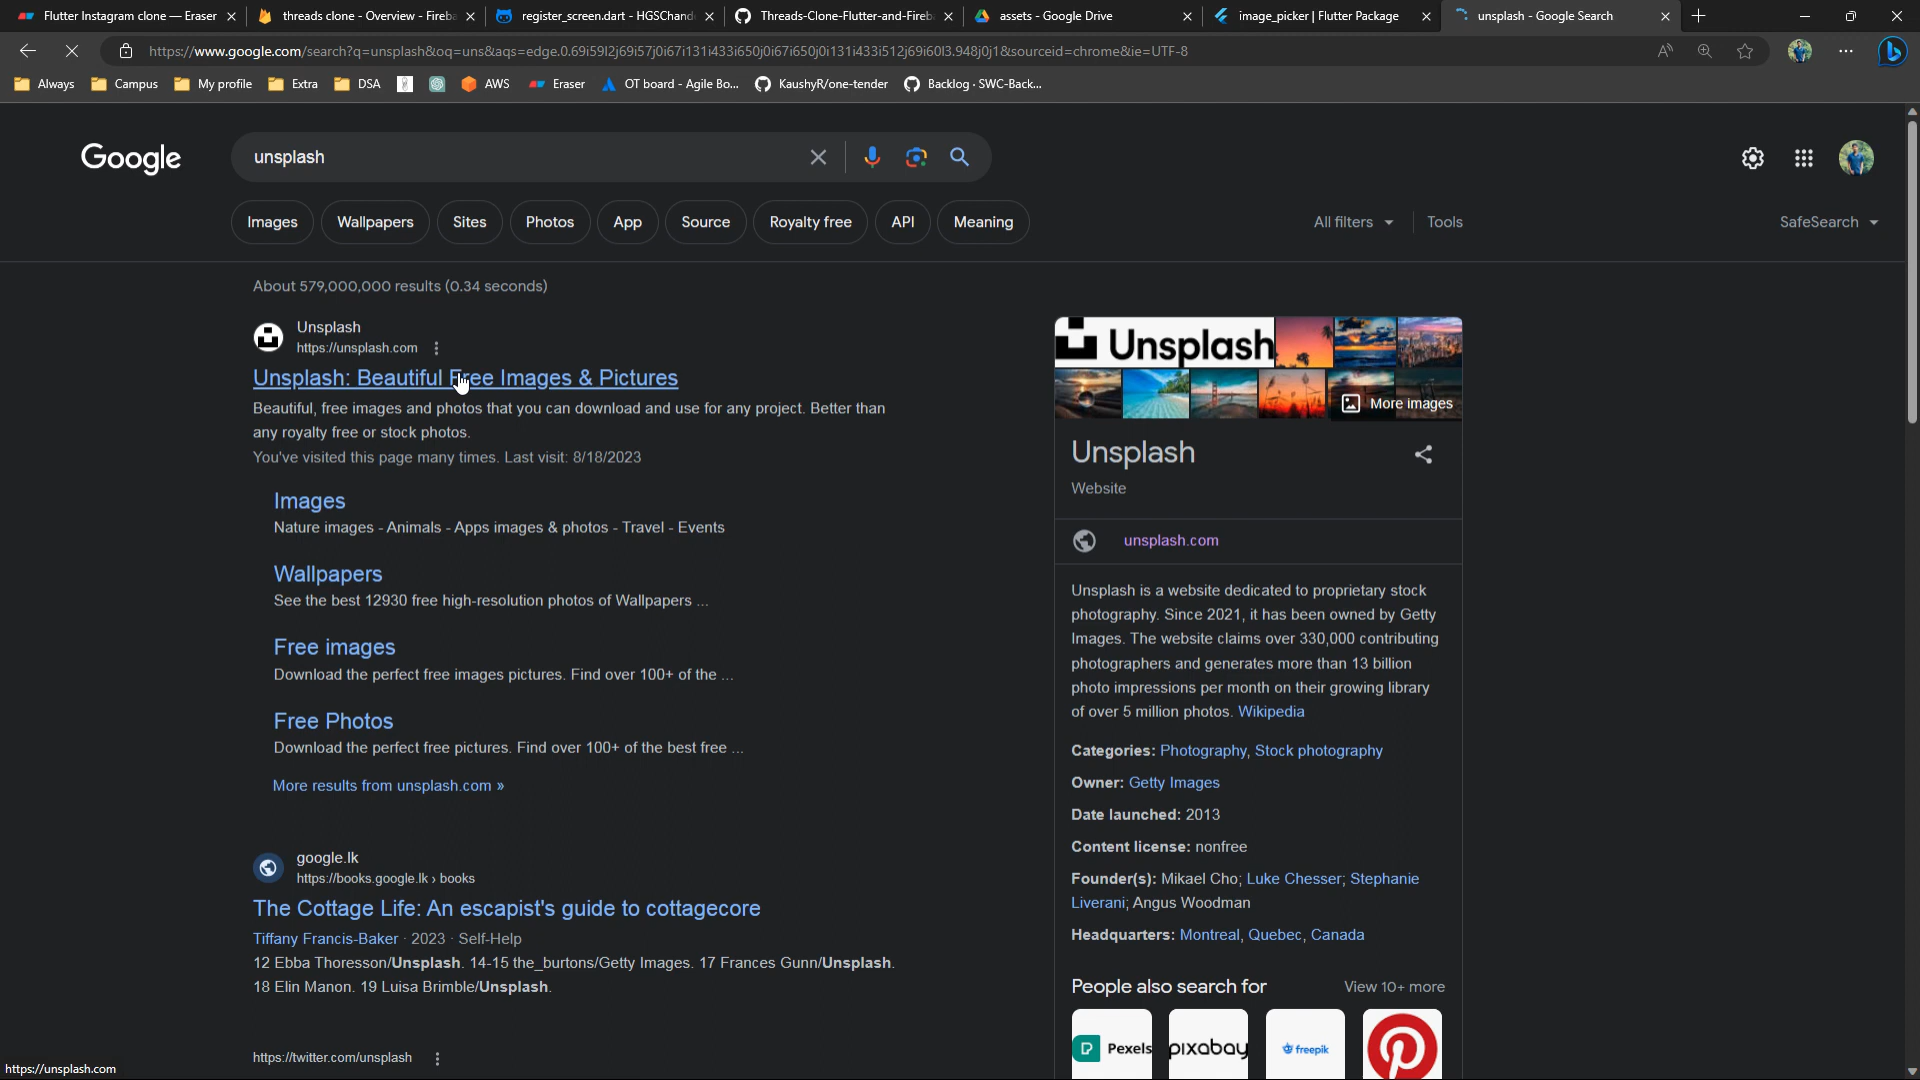 Flutter Instagram clone — Eraser
threads clone - Overview - Fireb
register_screen.dart - HGSChand
Threads-Clone-Flutter-and-Fireb
assets - Google Drive
image_picker | Flutter Package
unsplash - Google Search
https://www.google.com/search?q=unsplash&oq=uns&aqs=edge.0.69i59l2j69i57j0i67i131i433i650j0i67i650j0i131i433i512j69i60l3.948j0j1&sourceid=chrome&ie=UTF-8
Always
Campus
My profile
Extra
DSA
AWS
Eraser
OT board - Agile Bo...
KaushyR/one-tender
Backlog · SWC-Back...
Google
unsplash
Images
Wallpapers
Sites
Photos
App
Source
Royalty free
API
Meaning
All filters
Tools
SafeSearch
About 579,000,000 results (0.34 seconds)
Unsplash
https://unsplash.com
Unsplash: Beautiful Free Images & Pictures
Beautiful, free images and photos that you can download and use for any project. Better than
any royalty free or stock photos.
You've visited this page many times. Last visit: 8/18/2023
Images
Nature images - Animals - Apps images & photos - Travel - Events
Wallpapers
See the best 12930 free high-resolution photos of Wallpapers ...
Free images
Download the perfect free images pictures. Find over 100+ of the ...
Free Photos
Download the perfect free pictures. Find over 100+ of the best free ...
More results from unsplash.com »
google.lk
https://books.google.lk › books
The Cottage Life: An escapist's guide to cottagecore
Tiffany Francis-Baker · 2023 · Self-Help
12 Ebba Thoresson/Unsplash. 14-15 the_burtons/Getty Images. 17 Frances Gunn/Unsplash.
18 Elin Manon. 19 Luisa Brimble/Unsplash.
https://twitter.com/unsplash
https://unsplash.com
Unsplash
More images
Unsplash
Website
unsplash.com
Unsplash is a website dedicated to proprietary stock
photography. Since 2021, it has been owned by Getty
Images. The website claims over 330,000 contributing
photographers and generates more than 13 billion
photo impressions per month on their growing library
of over 5 million photos. Wikipedia
Categories: Photography, Stock photography
Owner: Getty Images
Date launched: 2013
Content license: nonfree
Founder(s): Mikael Cho; Luke Chesser; Stephanie
Liverani; Angus Woodman
Headquarters: Montreal, Quebec, Canada
People also search for
View 10+ more
Pexels
pixabay
freepik